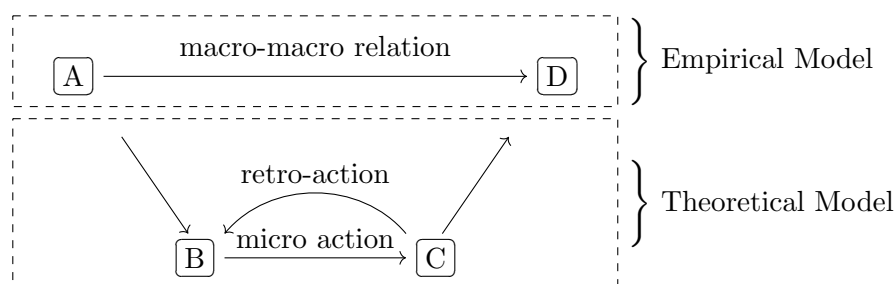 macro-macro relation
A
D
Empirical Model
retro-action
Theoretical Model
micro action
B
C